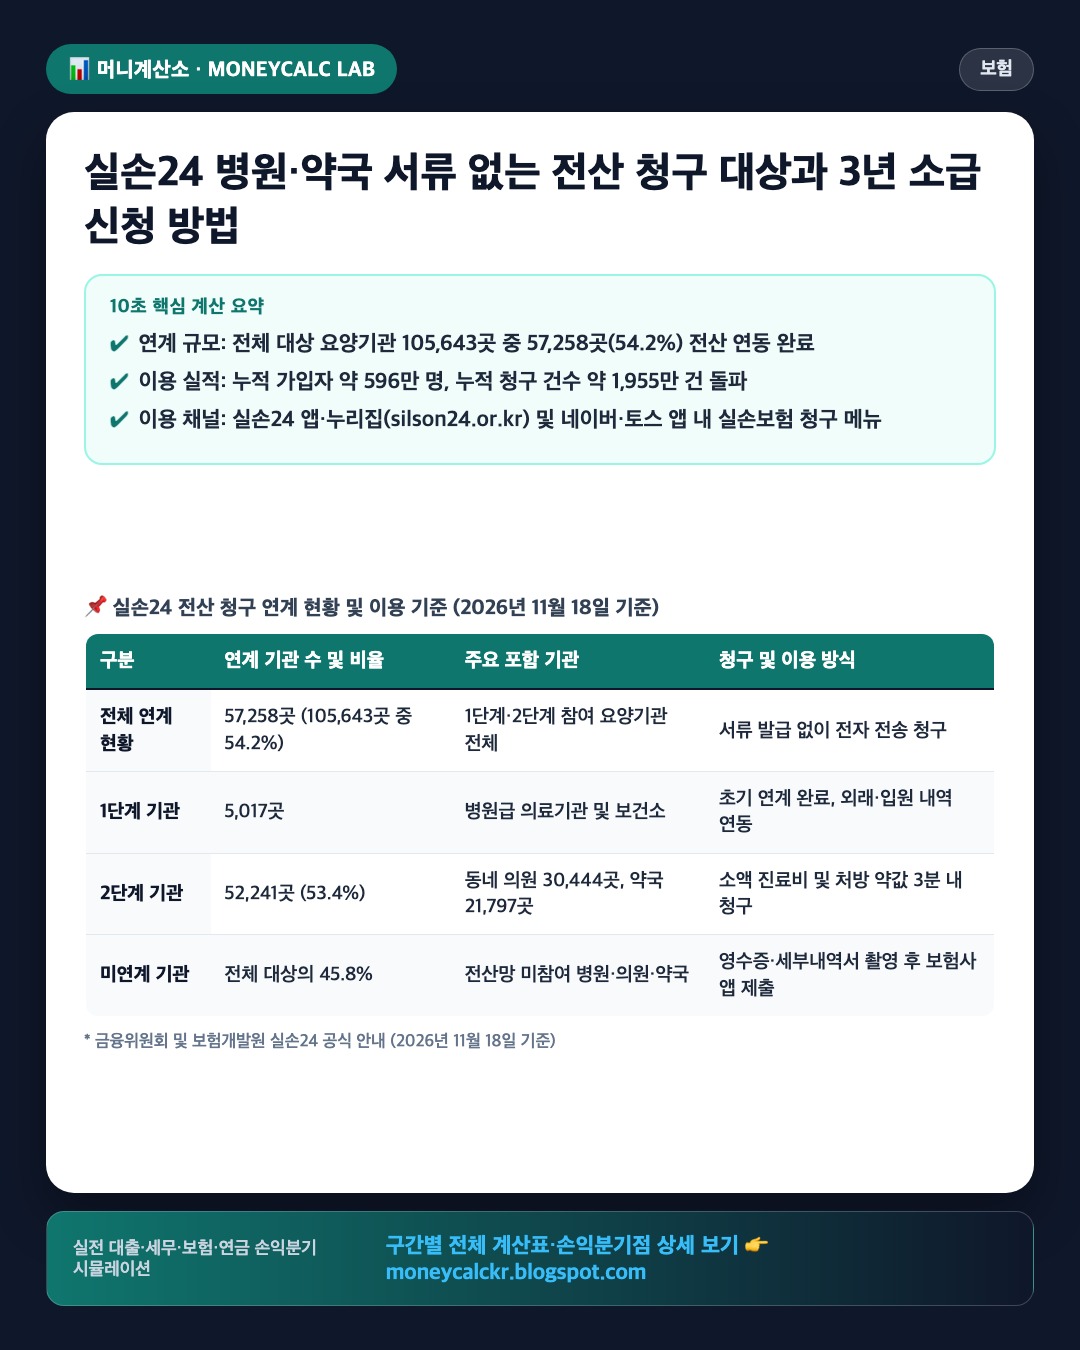 📊 머니계산소 · MONEYCALC LAB
보험
실손24 병원·약국 서류 없는 전산 청구 대상과 3년 소급
신청 방법
10초 핵심 계산 요약
✔ 연계 규모: 전체 대상 요양기관 105,643곳 중 57,258곳(54.2%) 전산 연동 완료
✔ 이용 실적: 누적 가입자 약 596만 명, 누적 청구 건수 약 1,955만 건 돌파
✔ 이용 채널: 실손24 앱·누리집(silson24.or.kr) 및 네이버·토스 앱 내 실손보험 청구 메뉴
📌 실손24 전산 청구 연계 현황 및 이용 기준 (2026년 11월 18일 기준)
구분 연계 기관 수 및 비율 주요 포함 기관 청구 및 이용 방식
전체 연계
현황
57,258곳 (105,643곳 중
54.2%)
1단계·2단계 참여 요양기관
전체
서류 발급 없이 전자 전송 청구
1단계 기관
5,017곳
병원급 의료기관 및 보건소
초기 연계 완료, 외래·입원 내역
연동
2단계 기관
52,241곳 (53.4%)
동네 의원 30,444곳, 약국
21,797곳
소액 진료비 및 처방 약값 3분 내
청구
미연계 기관
전체 대상의 45.8%
전산망 미참여 병원·의원·약국
영수증·세부내역서 촬영 후 보험사
앱 제출
* 금융위원회 및 보험개발원 실손24 공식 안내 (2026년 11월 18일 기준)
실전 대출·세무·보험·연금 손익분기
시뮬레이션
구간별 전체 계산표·손익분기점 상세 보기 👉
moneycalckr.blogspot.com